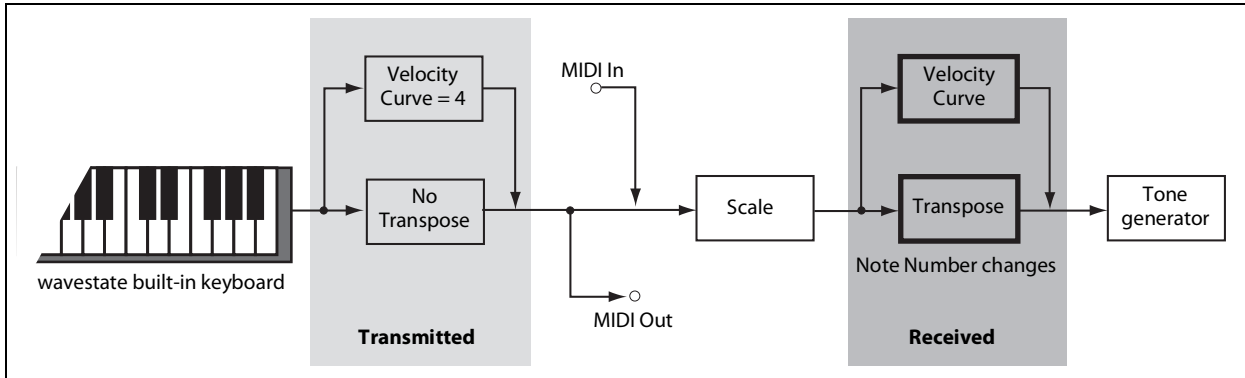 Velocity
Curve = 4
No
Transpose
wavestate built-in keyboard
Transmitted
MIDI In
MIDI Out
Scale
Velocity
Curve
Transpose
Note Number changes
Received
Tone
generator